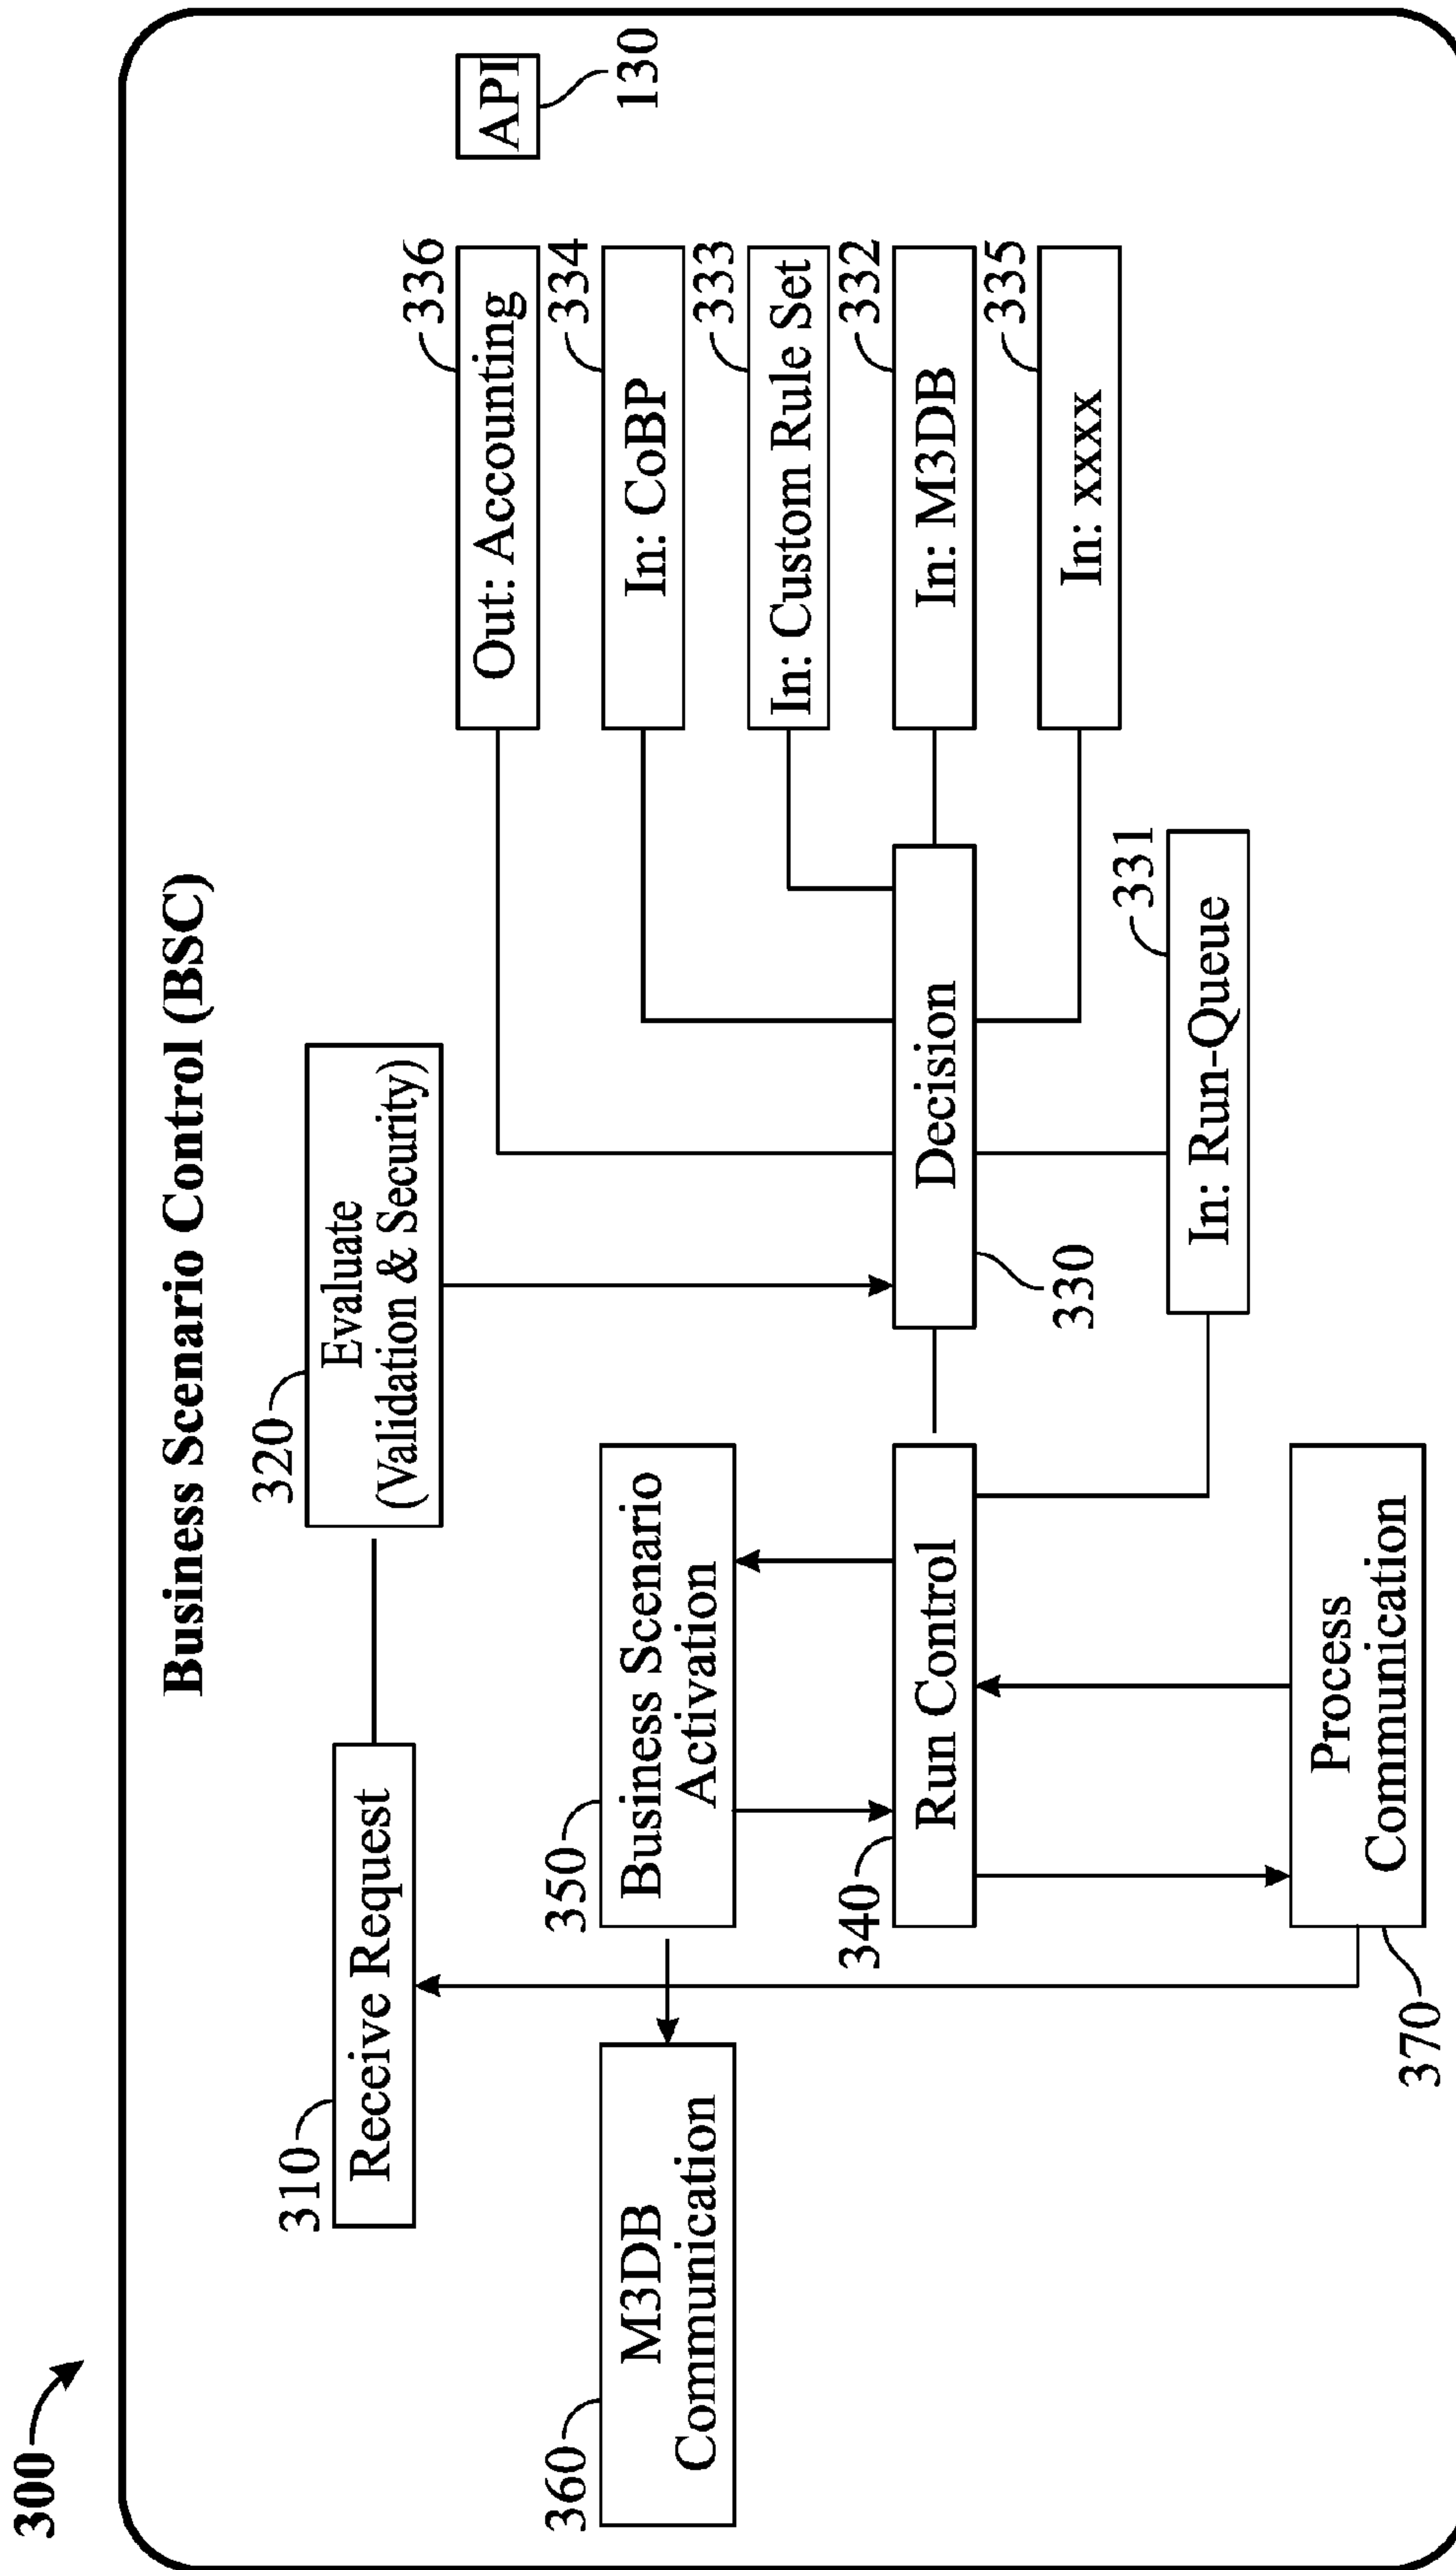 300
Business Scenario Control (BSC)
310
Receive Request
320
Evaluate
(Validation & Security)
336
Out: Accounting
API
130
360
M3DB
Communication
350
Business Scenario
Activation
334
In: CoBP
333
In: Custom Rule Set
340
Run Control
Decision
330
332
In: M3DB
335
In: xxxx
331
In: Run-Queue
Process
Communication
370